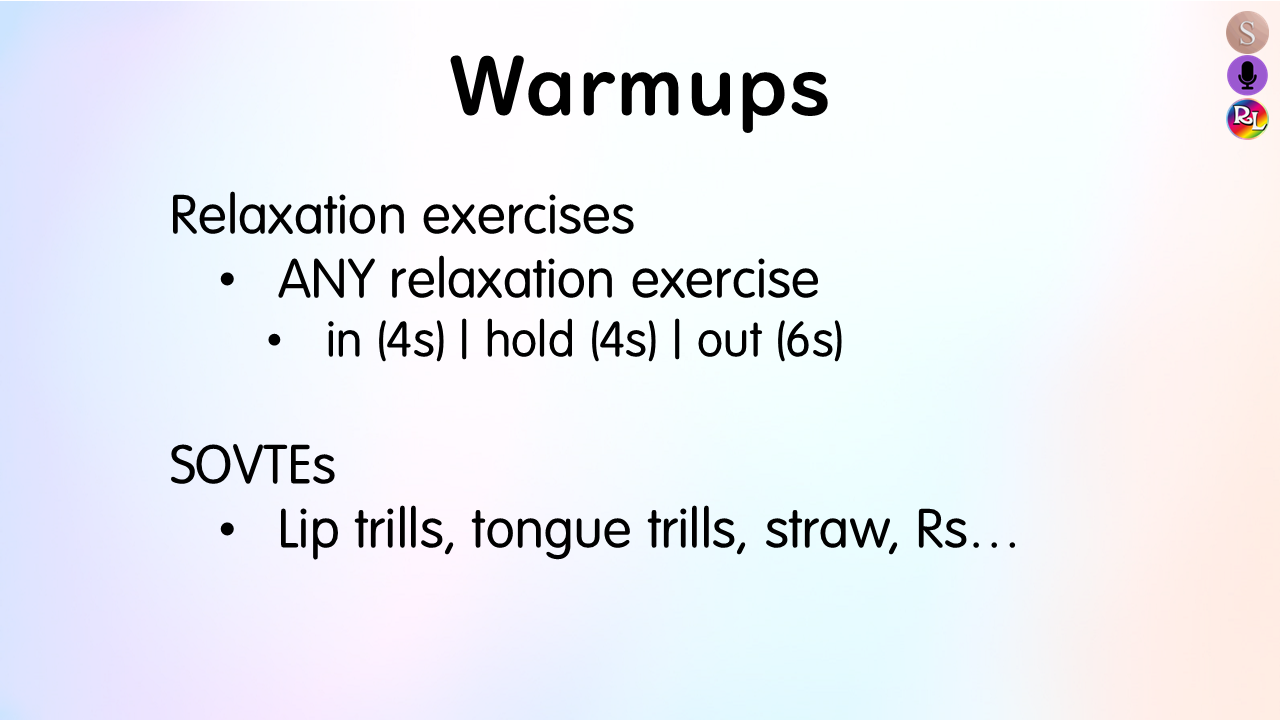 Warmups
S
RL
Relaxation exercises
• ANY relaxation exercise
• in (4s) | hold (4s) | out (6s)
SOVTEs
• Lip trills, tongue trills, straw, Rs...